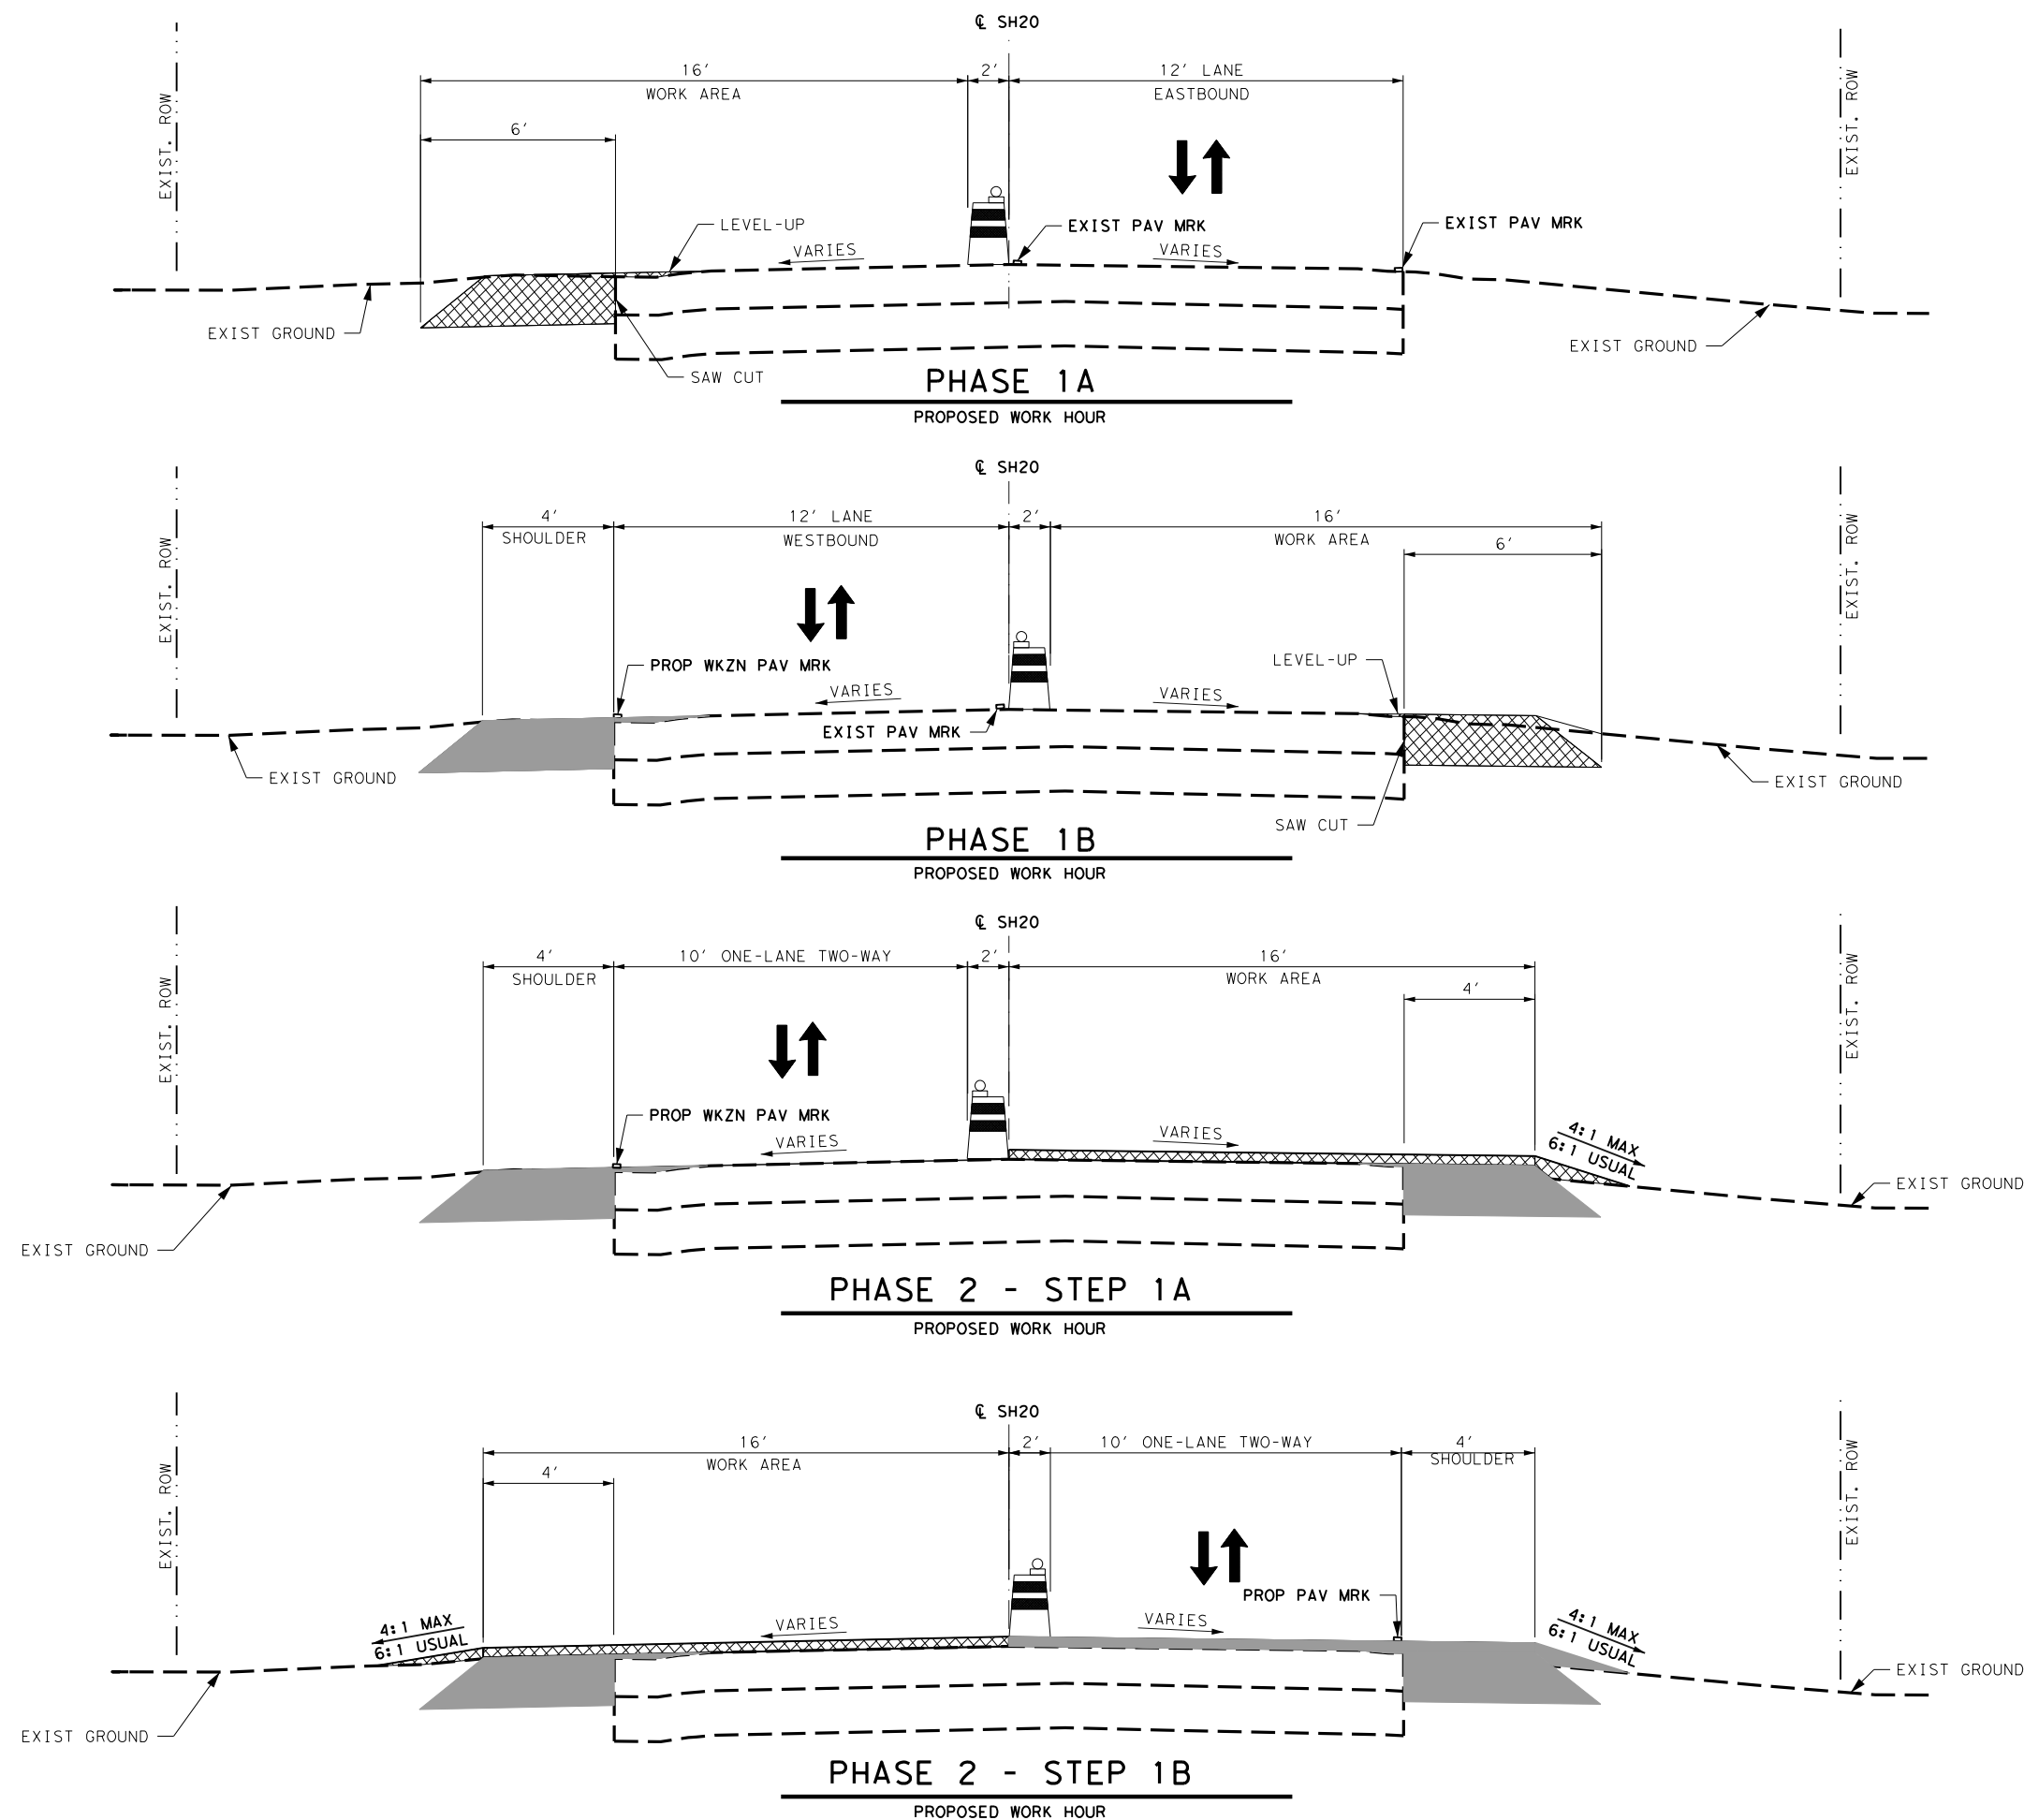 ℄ SH20
16′
2′
12′ LANE
WORK AREA
EASTBOUND
6′
EXIST. ROW
EXIST. ROW
LEVEL-UP
EXIST PAV MRK
EXIST PAV MRK
VARIES
VARIES
EXIST GROUND
EXIST GROUND
SAW CUT
PHASE 1A
PROPOSED WORK HOUR
℄ SH20
4′
12′ LANE
2′
16′
SHOULDER
WESTBOUND
WORK AREA
6′
EXIST. ROW
EXIST. ROW
PROP WKZN PAV MRK
LEVEL-UP
VARIES
VARIES
EXIST PAV MRK
EXIST GROUND
EXIST GROUND
SAW CUT
PHASE 1B
PROPOSED WORK HOUR
℄ SH20
4′
10′ ONE-LANE TWO-WAY
2′
16′
SHOULDER
WORK AREA
4′
EXIST. ROW
EXIST. ROW
PROP WKZN PAV MRK
VARIES
VARIES
4:1 MAX
6:1 USUAL
EXIST GROUND
EXIST GROUND
PHASE 2 - STEP 1A
PROPOSED WORK HOUR
℄ SH20
16′
2′
10′ ONE-LANE TWO-WAY
4′
WORK AREA
SHOULDER
4′
EXIST. ROW
EXIST. ROW
PROP PAV MRK
4:1 MAX
6:1 USUAL
VARIES
VARIES
4:1 MAX
6:1 USUAL
EXIST GROUND
EXIST GROUND
PHASE 2 - STEP 1B
PROPOSED WORK HOUR